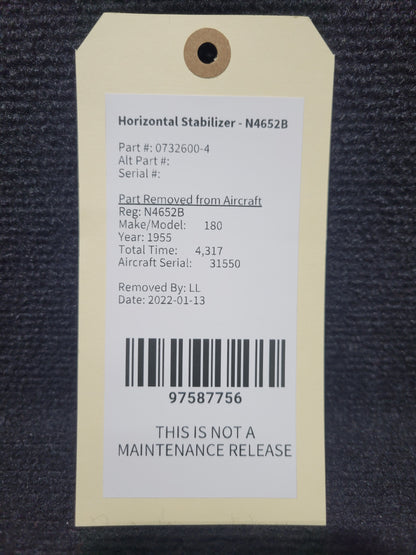 Horizontal Stabilizer - N4652B
Part #: 0732600-4
Alt Part #:
Serial #:
Part Removed from Aircraft
Reg: N4652B
Make/Model: 180
Year: 1955
Total Time: 4,317
Aircraft Serial: 31550
Removed By: LL
Date: 2022-01-13
97587756
THIS IS NOT A
MAINTENANCE RELEASE